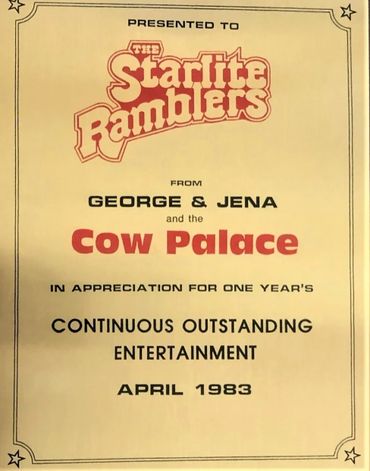 PRESENTED TO
THE
Starlite
Ramblers
FROM
GEORGE & JENA
and the
Cow Palace
IN APPRECIATION FOR ONE YEAR'S
CONTINUOUS OUTSTANDING
ENTERTAINMENT
APRIL 1983